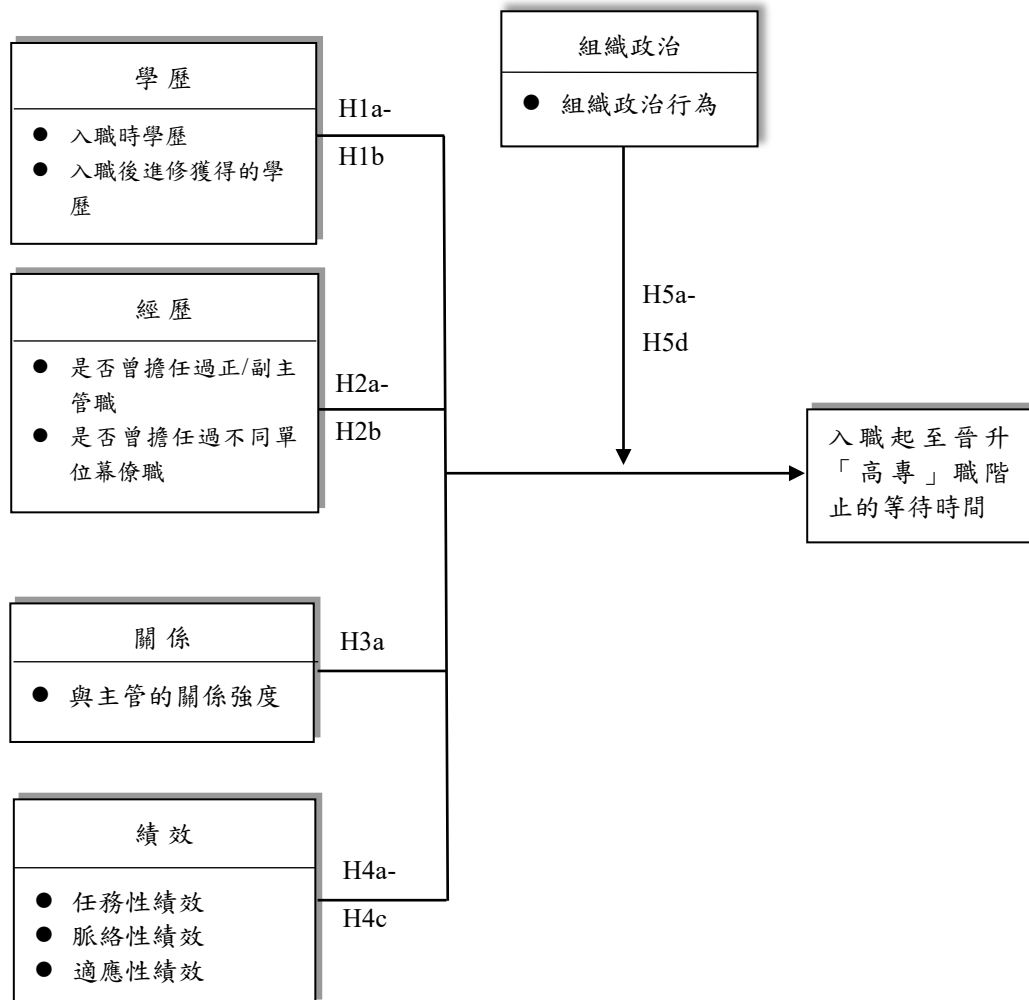 組織政治
● 組織政治行為
學歷
● 入職時學歷
● 入職後進修獲得的學
歷
H1a-
H1b
經歷
● 是否曾擔任過正/副主
管職
● 是否曾擔任過不同單
位幕僚職
H2a-
H2b
H5a-
H5d
入職起至晉升
「高專」職階
止的等待時間
關係
● 與主管的關係強度
H3a
績效
● 任務性績效
● 脈絡性績效
● 適應性績效
H4a-
H4c